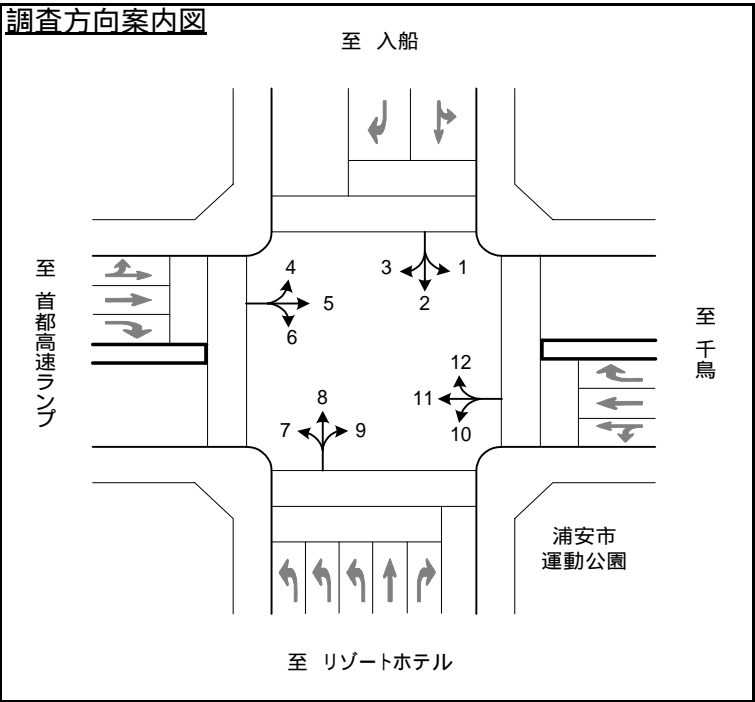 調査方向案内図
至 入船
至 首都高速ランプ
4
3
1
5
2
6
至 千鳥
12
8
11
7
9
10
浦安市
運動公園
至 リゾートホテル